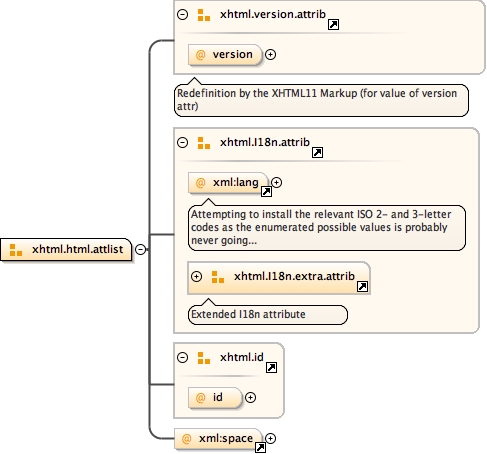 xhtml.version.attrib
@ version
Redefinition by the XHTML11 Markup (for value of version
attr)
xhtml.I18n.attrib
@ xml:lang
Attempting to install the relevant ISO 2- and 3-letter
codes as the enumerated possible values is probably
never going...
xhtml.html.attlist
xhtml.I18n.extra.attrib
Extended I18n attribute
xhtml.id
@ id
@ xml:space